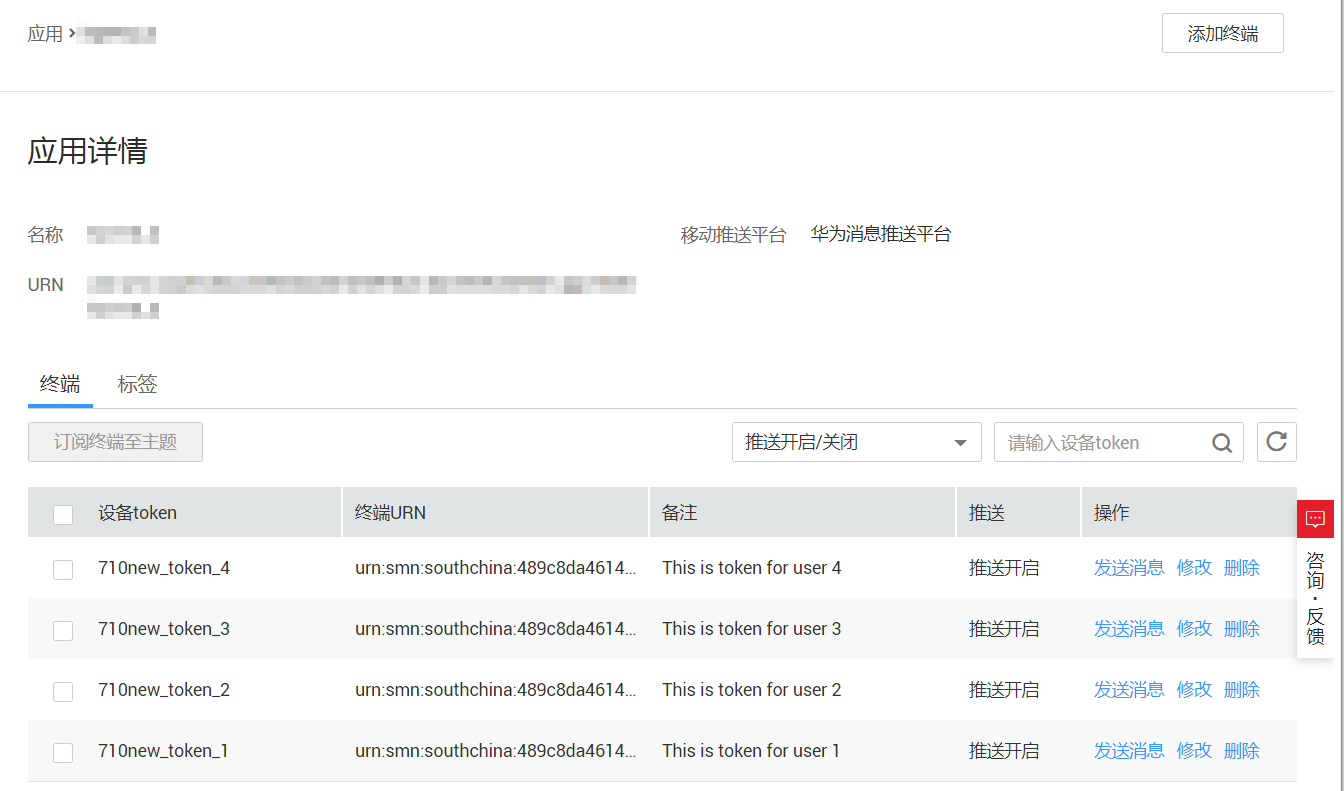 应用 >
添加终端
应用详情
名称
移动推送平台 华为消息推送平台
URN
终端 标签
订阅终端至主题 推送开启/关闭 请输入设备token
设备token 终端URN 备注 推送 操作
710new_token_4 urn:smn:southchina:489c8da4614... This is token for user 4 推送开启 发送消息 修改 删除
710new_token_3 urn:smn:southchina:489c8da4614... This is token for user 3 推送开启 发送消息 修改 删除
710new_token_2 urn:smn:southchina:489c8da4614... This is token for user 2 推送开启 发送消息 修改 删除
710new_token_1 urn:smn:southchina:489c8da4614... This is token for user 1 推送开启 发送消息 修改 删除
咨询·反馈